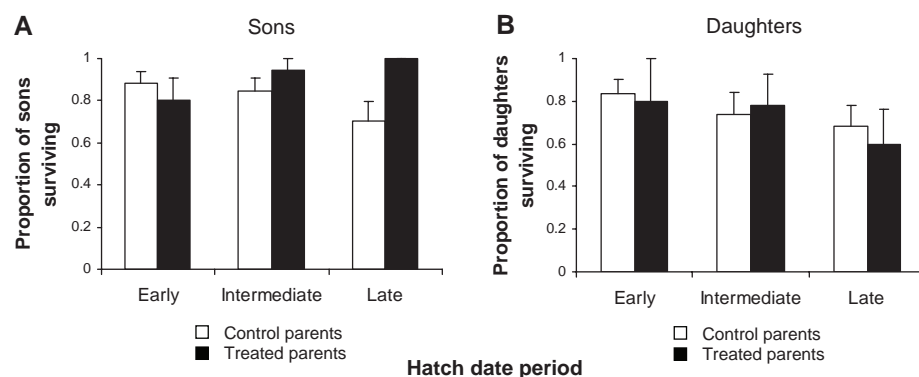 A
Sons
Proportion of sons
surviving
1
0.8
0.6
0.4
0.2
0
Early
Intermediate
Late
Control parents
Treated parents
B
Daughters
Proportion of daughters
surviving
1
0.8
0.6
0.4
0.2
0
Early
Intermediate
Late
Control parents
Treated parents
Hatch date period